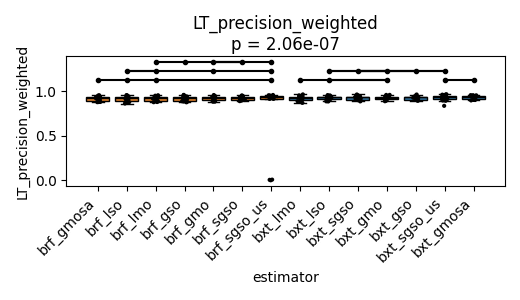 LT_precision_weighted
p = 2.06e-07
LT_precision_weighted
1.0
0.5
0.0
brf_gmosa
brf_lso
brf_lmo
brf_gso
brf_gmo
brf_sgso
brf_sgso_us
bxt_lmo
bxt_lso
bxt_sgso
bxt_gmo
bxt_gso
bxt_sgso_us
bxt_gmosa
estimator